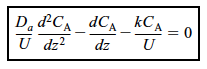 D_a/U d²C_A/dz² − dC_A/dz − kC_A/U = 0